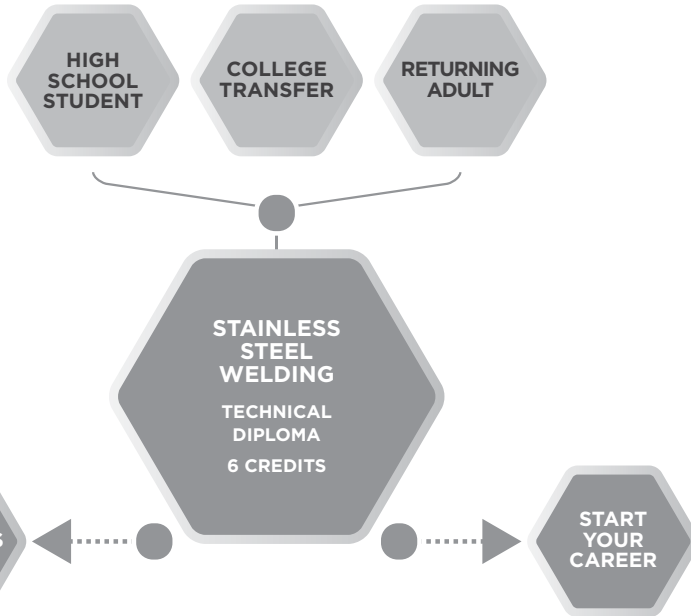 HIGH
SCHOOL
STUDENT
COLLEGE
TRANSFER
RETURNING
ADULT
STAINLESS
STEEL
WELDING
TECHNICAL
DIPLOMA
6 CREDITS
START
YOUR
CAREER